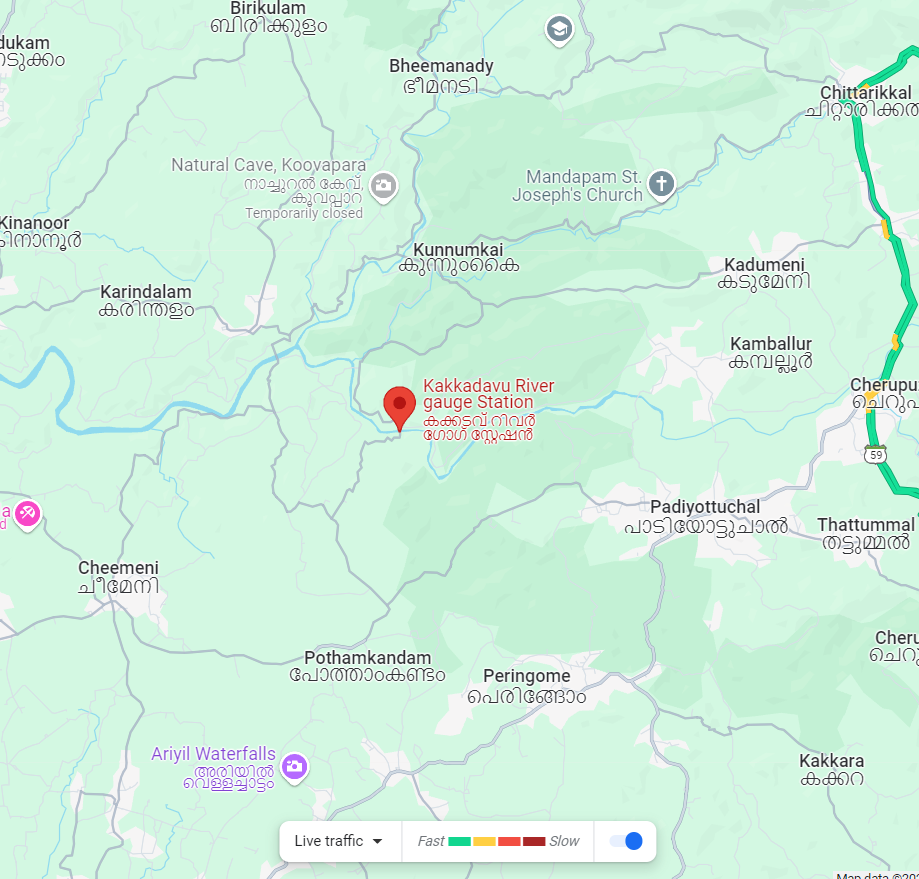 Birikulam
ബിരിക്കുളം
dukam
Bheemanady
ഭീമനടി
Chittarikkal
Natural Cave, Koovapara
നാച്ചുറൽ കേവ്,
കൂവപ്പാറ
Temporarily closed
Mandapam St.
Joseph's Church
Kinanoor
Kunnumkai
കുന്നുംകൈ
Kadumeni
കടുമേനി
Karindalam
കരിന്തളം
Kamballur
കമ്പല്ലൂർ
Kakkadavu River
gauge Station
കക്കടവ് റിവർ
ഗേഗ് സ്റ്റേഷൻ
Cherupu
59
Padiyottuchal
പാടിയോട്ടുചാൽ
Thattummal
തട്ടുമ്മൽ
Cheemeni
ചീമേനി
Cheru
Pothamkandam
പോത്താംകണ്ടം
Peringome
പെരിങ്ങോം
Ariyil Waterfalls
അരിയിൽ
വെള്ളച്ചാട്ടം
Kakkara
കക്കറ
Live traffic
Fast
Slow